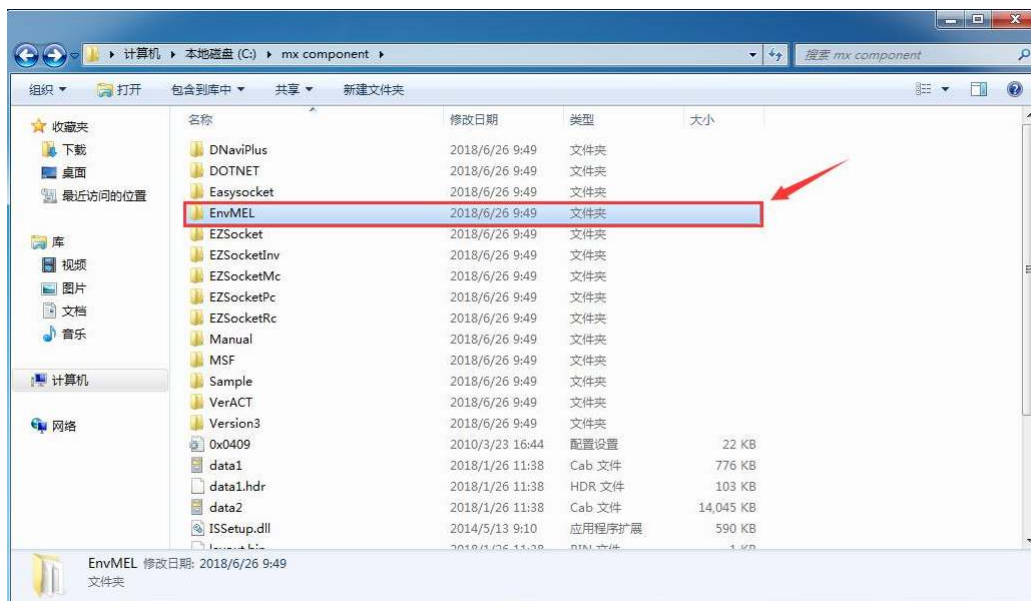 计算机 ▸ 本地磁盘 (C:) ▸ mx component ▸
搜索 mx component
组织 打开 包含到库中 共享 新建文件夹
收藏夹
下载
桌面
最近访问的位置
库
视频
图片
文档
音乐
计算机
网络
名称 修改日期 类型 大小
DNaviPlus 2018/6/26 9:49 文件夹
DOTNET 2018/6/26 9:49 文件夹
Easysocket 2018/6/26 9:49 文件夹
EnvMEL 2018/6/26 9:49 文件夹
EZSocket 2018/6/26 9:49 文件夹
EZSocketInv 2018/6/26 9:49 文件夹
EZSocketMc 2018/6/26 9:49 文件夹
EZSocketPc 2018/6/26 9:49 文件夹
EZSocketRc 2018/6/26 9:49 文件夹
Manual 2018/6/26 9:49 文件夹
MSF 2018/6/26 9:49 文件夹
Sample 2018/6/26 9:49 文件夹
VerACT 2018/6/26 9:49 文件夹
Version3 2018/6/26 9:49 文件夹
0x0409 2010/3/23 16:44 配置设置 22 KB
data1 2018/1/26 11:38 Cab 文件 776 KB
data1.hdr 2018/1/26 11:38 HDR 文件 103 KB
data2 2018/1/26 11:38 Cab 文件 14,045 KB
ISSetup.dll 2014/5/13 9:10 应用程序扩展 590 KB
EnvMEL 修改日期: 2018/6/26 9:49
文件夹